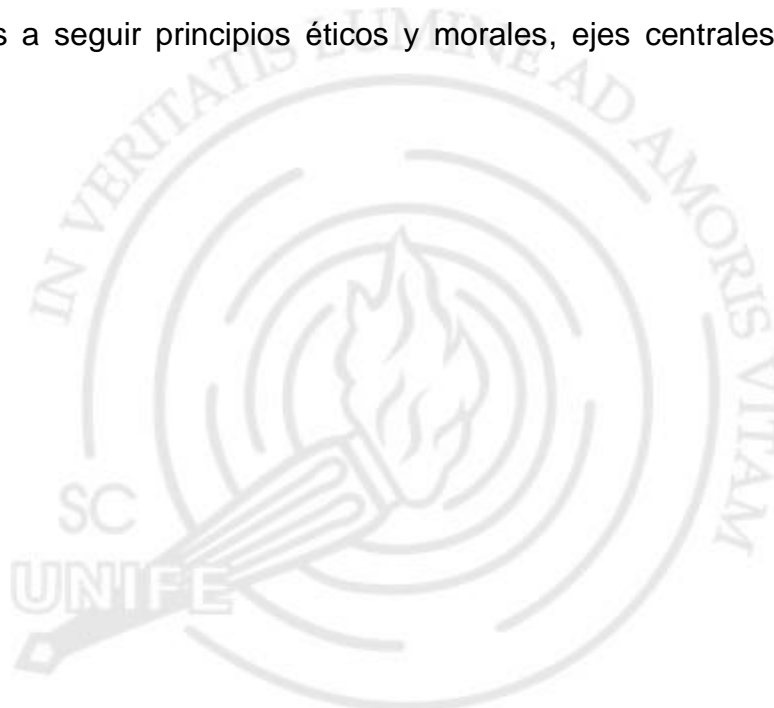 s a seguir principios éticos y morales, ejes centrales
IN VERITATIS LUMINE AD AMORIS VITAM
SC
UNIFE